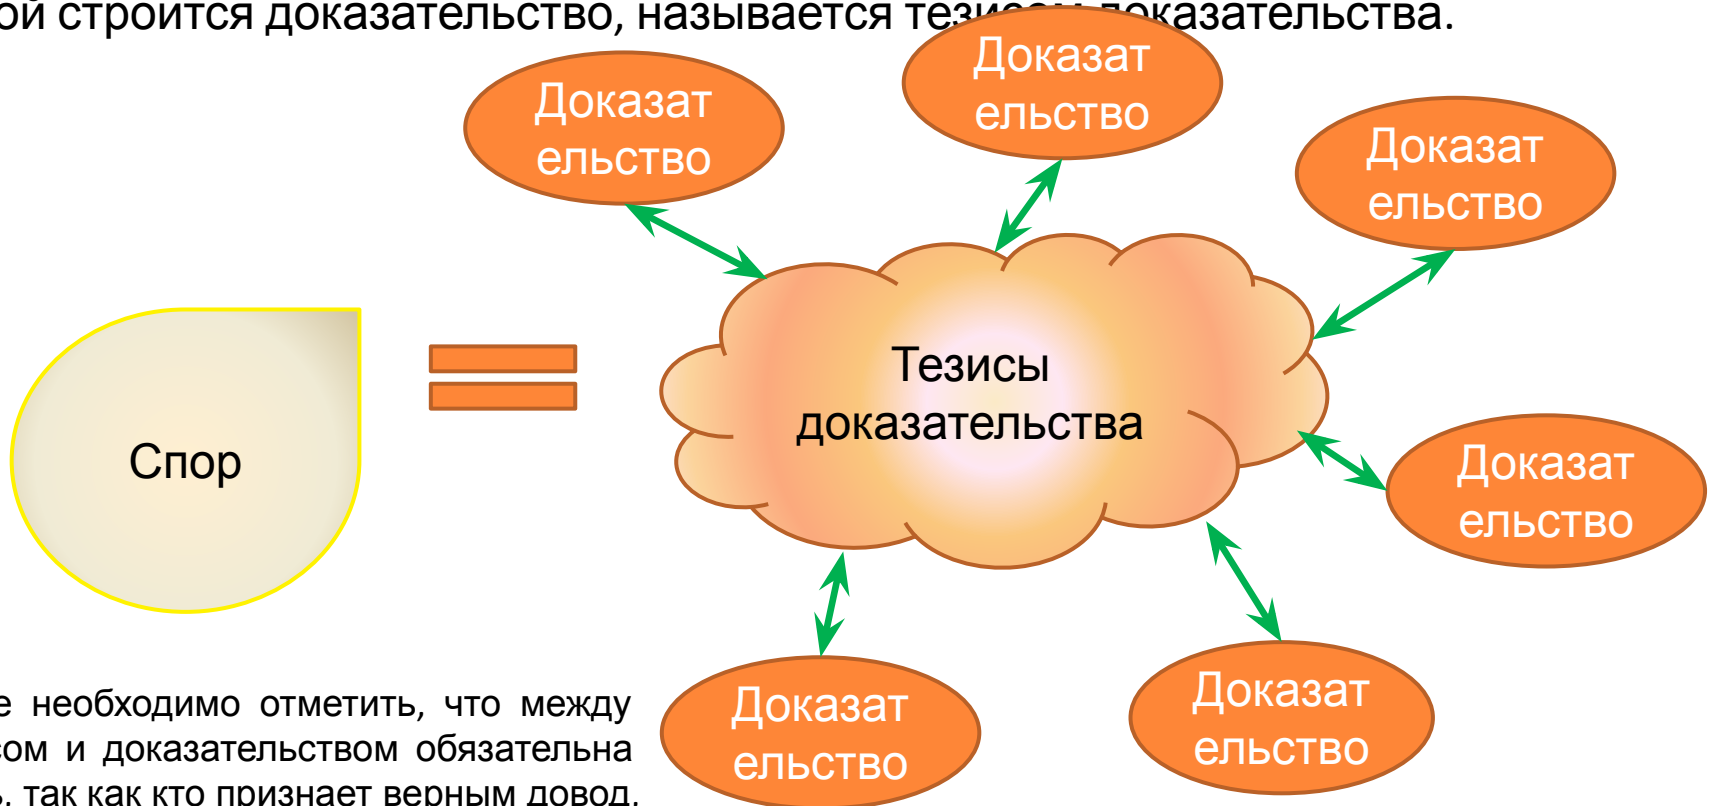 ой строится доказательство, называется тезисом доказательства.
Доказат
ельство
Доказат
ельство
Доказат
ельство
Тезисы
доказательства
Спор
Доказат
ельство
Доказат
ельство
Доказат
ельство
е необходимо отметить, что между
сом и доказательством обязательна
ь, так как кто признает верным довод,